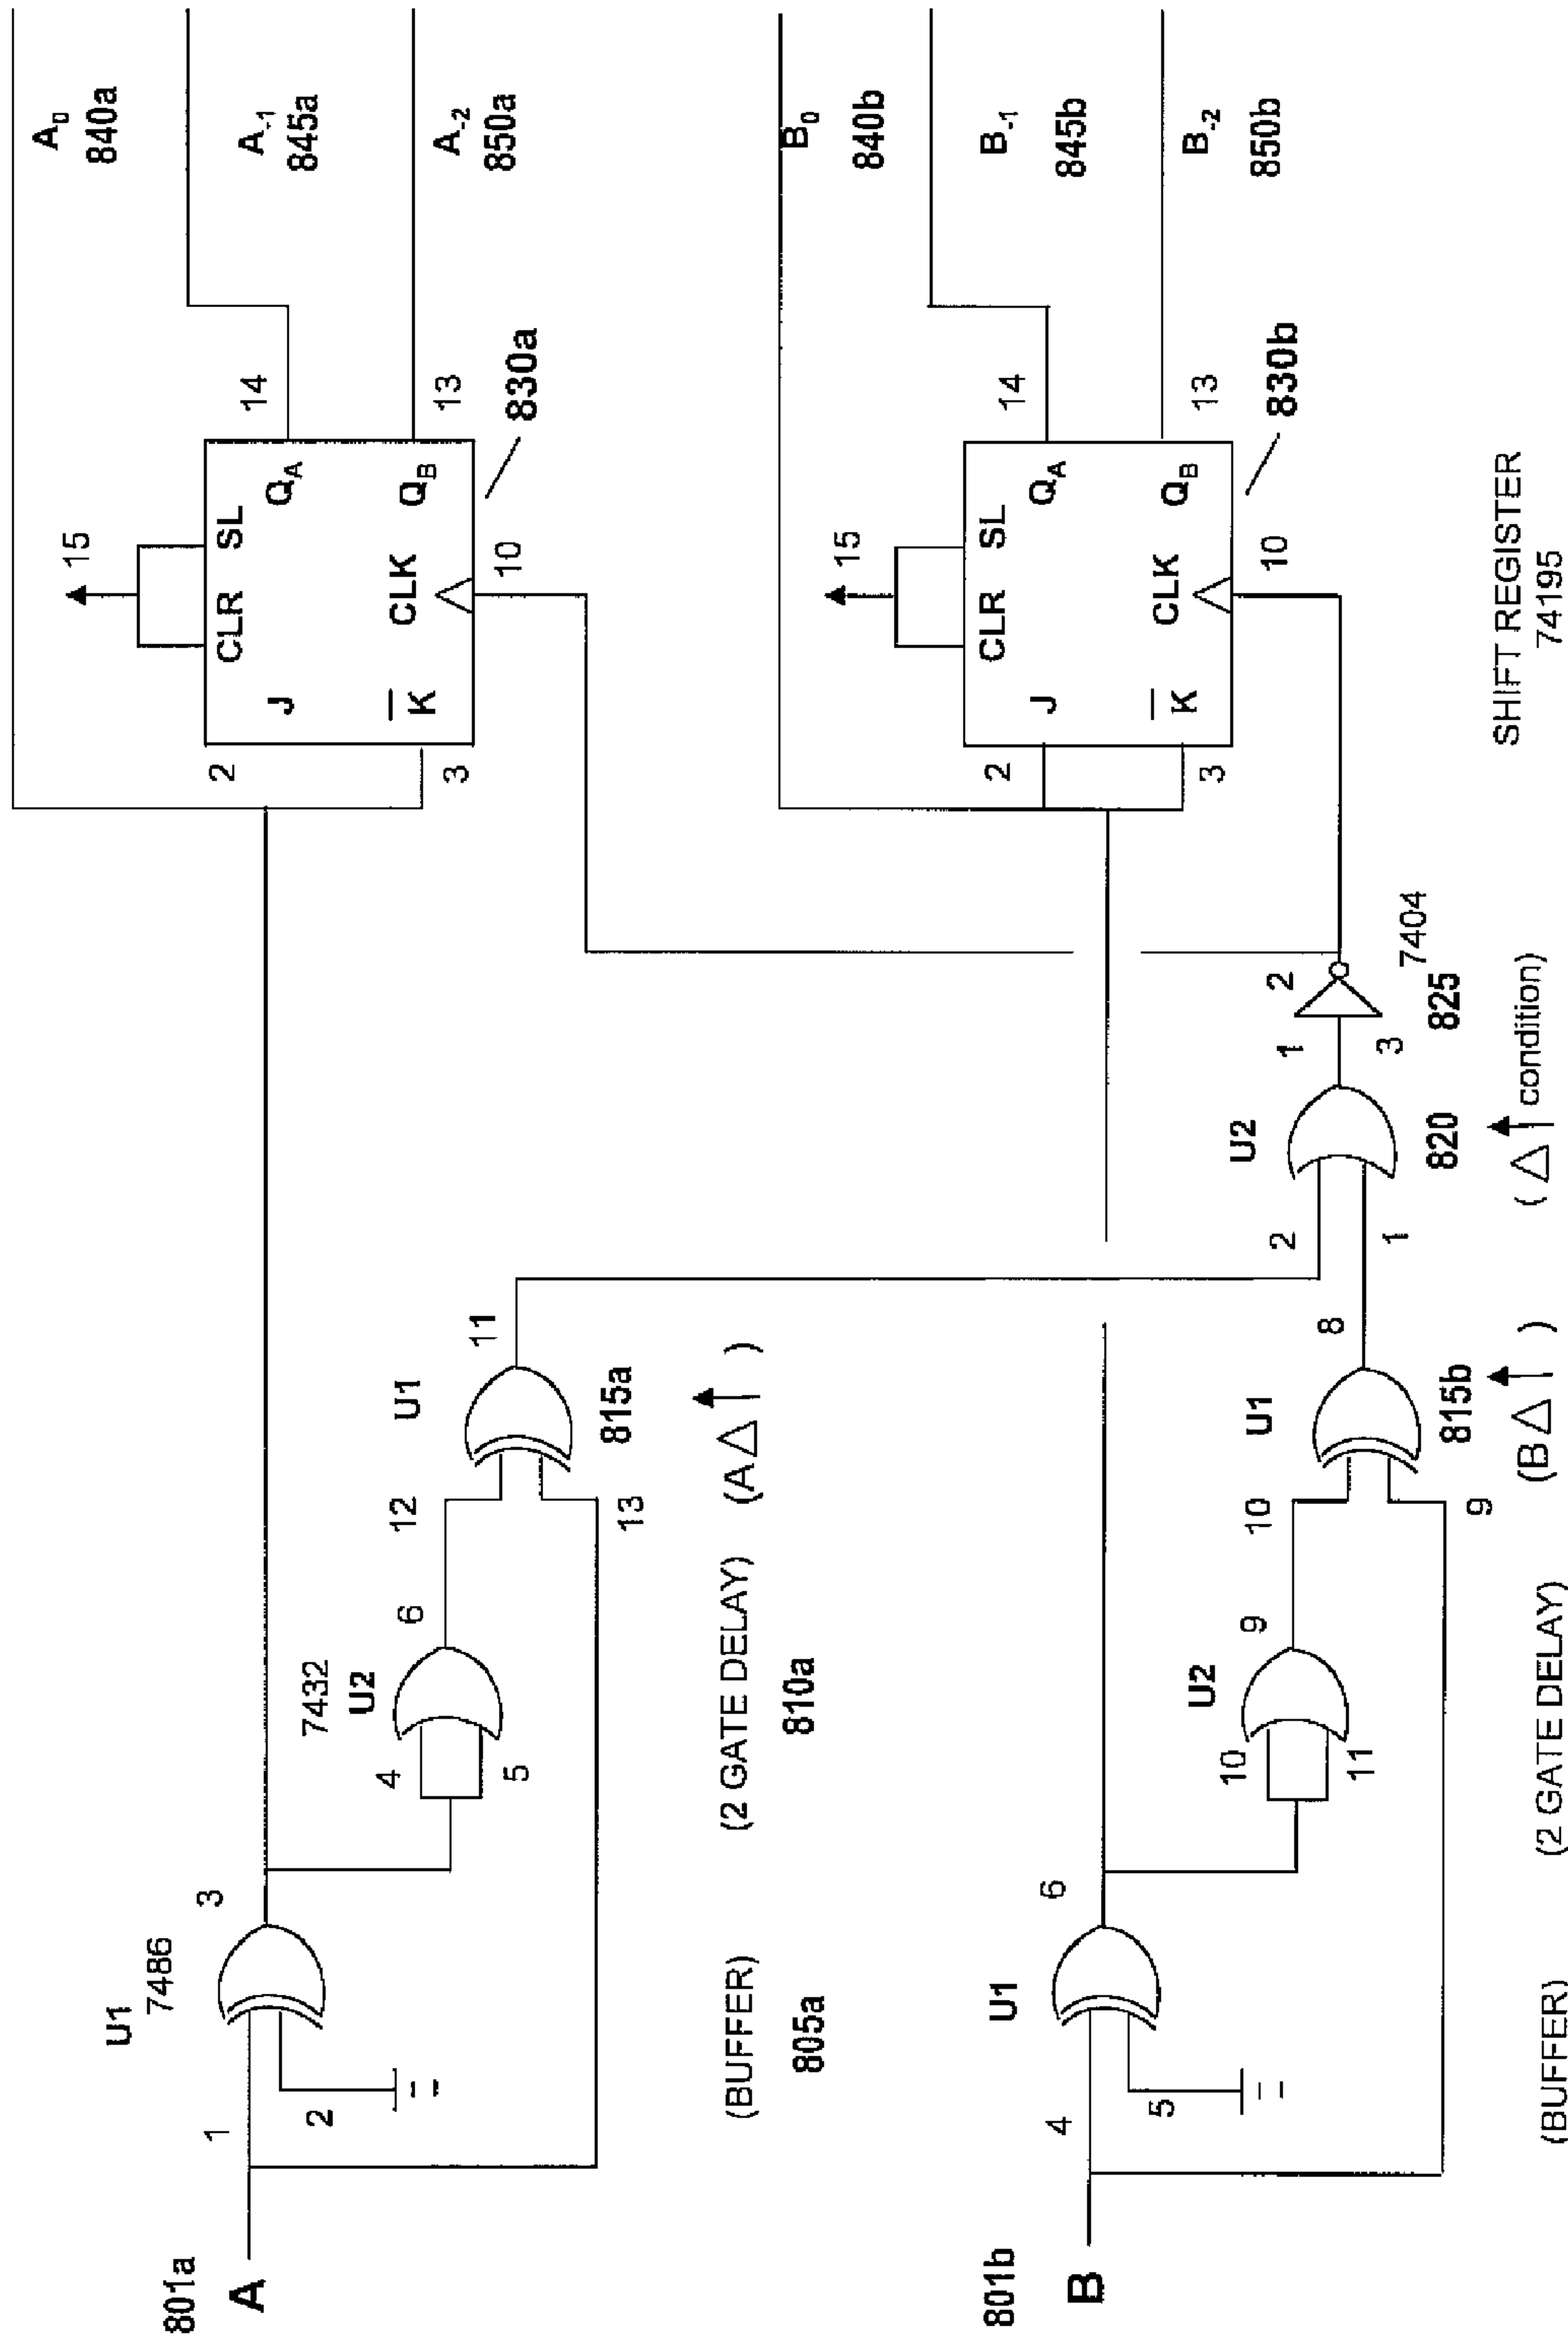 801a
A
1
2
U1
7486
3
(BUFFER)
805a
4
5
7432
U2
6
(2 GATE DELAY)
810a
12
13
U1
11
815a
(A△↑)
2
3
J
K̅
CLR
SL
CLK
QA
QB
15
10
14
13
830a
A0
840a
A-1
845a
A-2
850a
801b
B
4
5
U1
6
(BUFFER)
10
11
U2
9
(2 GATE DELAY)
10
9
U1
8
815b
(B△↑)
2
1
U2
820
(△↑ condition)
1
3
2
7404
825
2
3
J
K̅
CLR
SL
CLK
QA
QB
15
10
14
13
830b
SHIFT REGISTER
74195
B0
840b
B-1
845b
B-2
850b